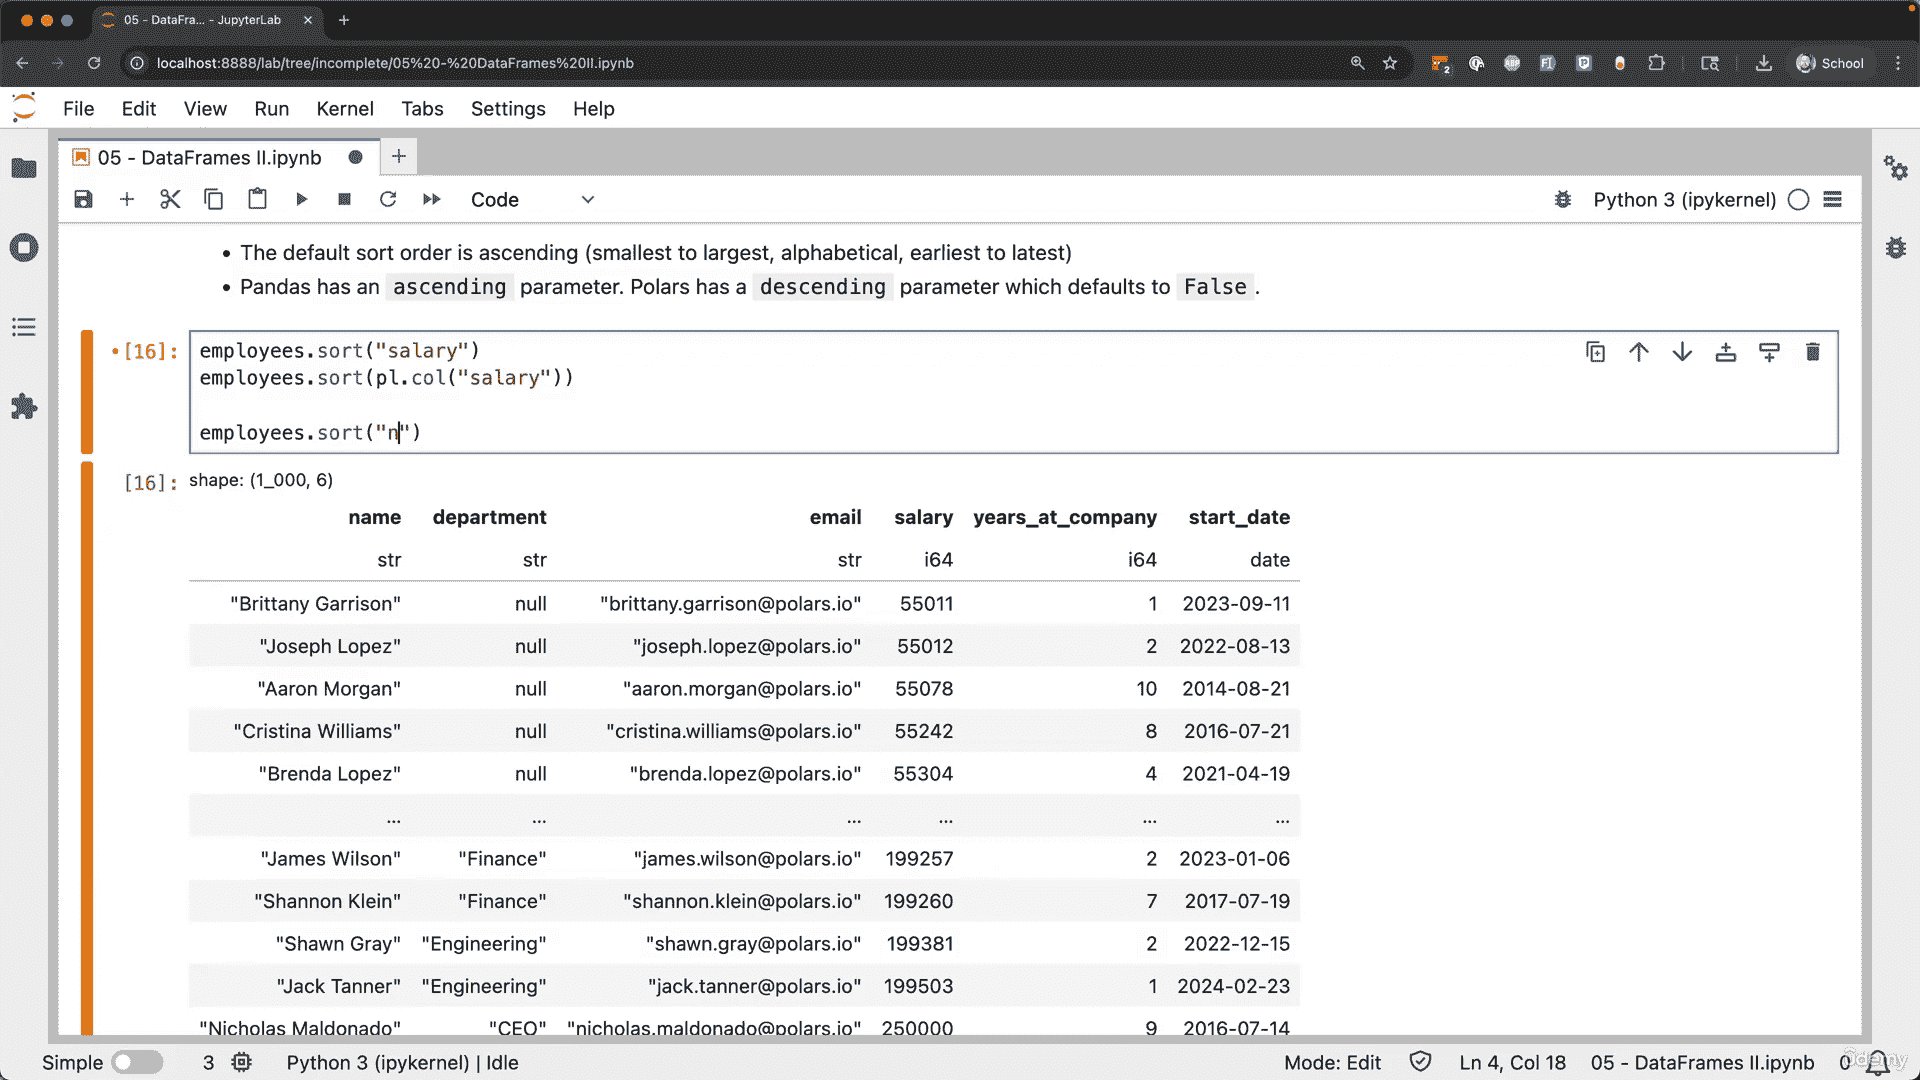 05 - DataFra... - JupyterLab
localhost:8888/lab/tree/incomplete/05%20-%20DataFrames%20II.ipynb
2
ABP
School
File Edit View Run Kernel Tabs Settings Help
05 - DataFrames II.ipynb
Code
Python 3 (ipykernel)
• The default sort order is ascending (smallest to largest, alphabetical, earliest to latest)
• Pandas has an ascending parameter. Polars has a descending parameter which defaults to False.
[16]: employees.sort("salary")
employees.sort(pl.col("salary"))
employees.sort("n")
[16]: shape: (1_000, 6)
name department email salary years_at_company start_date
str str str i64 i64 date
"Brittany Garrison" null "brittany.garrison@polars.io" 55011 1 2023-09-11
"Joseph Lopez" null "joseph.lopez@polars.io" 55012 2 2022-08-13
"Aaron Morgan" null "aaron.morgan@polars.io" 55078 10 2014-08-21
"Cristina Williams" null "cristina.williams@polars.io" 55242 8 2016-07-21
"Brenda Lopez" null "brenda.lopez@polars.io" 55304 4 2021-04-19
... ... ... ... ... ...
"James Wilson" "Finance" "james.wilson@polars.io" 199257 2 2023-01-06
"Shannon Klein" "Finance" "shannon.klein@polars.io" 199260 7 2017-07-19
"Shawn Gray" "Engineering" "shawn.gray@polars.io" 199381 2 2022-12-15
"Jack Tanner" "Engineering" "jack.tanner@polars.io" 199503 1 2024-02-23
"Nicholas Maldonado" "CEO" "nicholas.maldonado@polars.io" 250000 9 2016-07-14
Simple 3 Python 3 (ipykernel) | Idle Mode: Edit Ln 4, Col 18 05 - DataFrames II.ipynb 0
Udemy